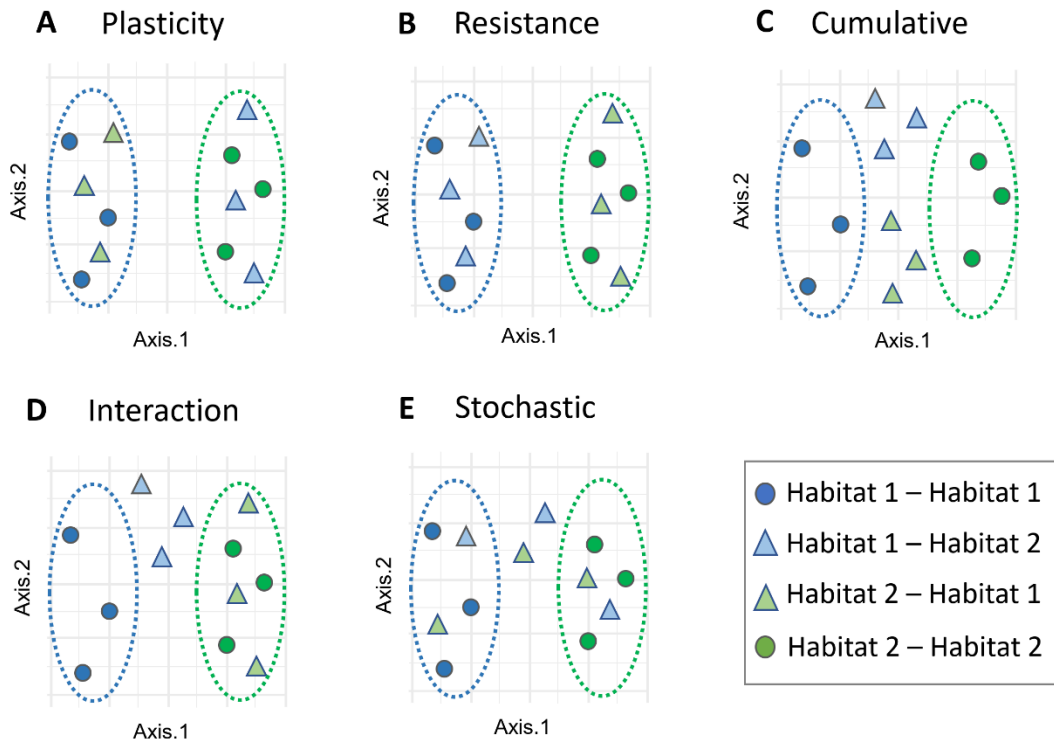 A Plasticity
B Resistance
C Cumulative
Axis.2
Axis.1
Axis.2
Axis.1
Axis.2
Axis.1
D Interaction
E Stochastic
Axis.2
Axis.1
Axis.2
Axis.1
Habitat 1 – Habitat 1
Habitat 1 – Habitat 2
Habitat 2 – Habitat 1
Habitat 2 – Habitat 2